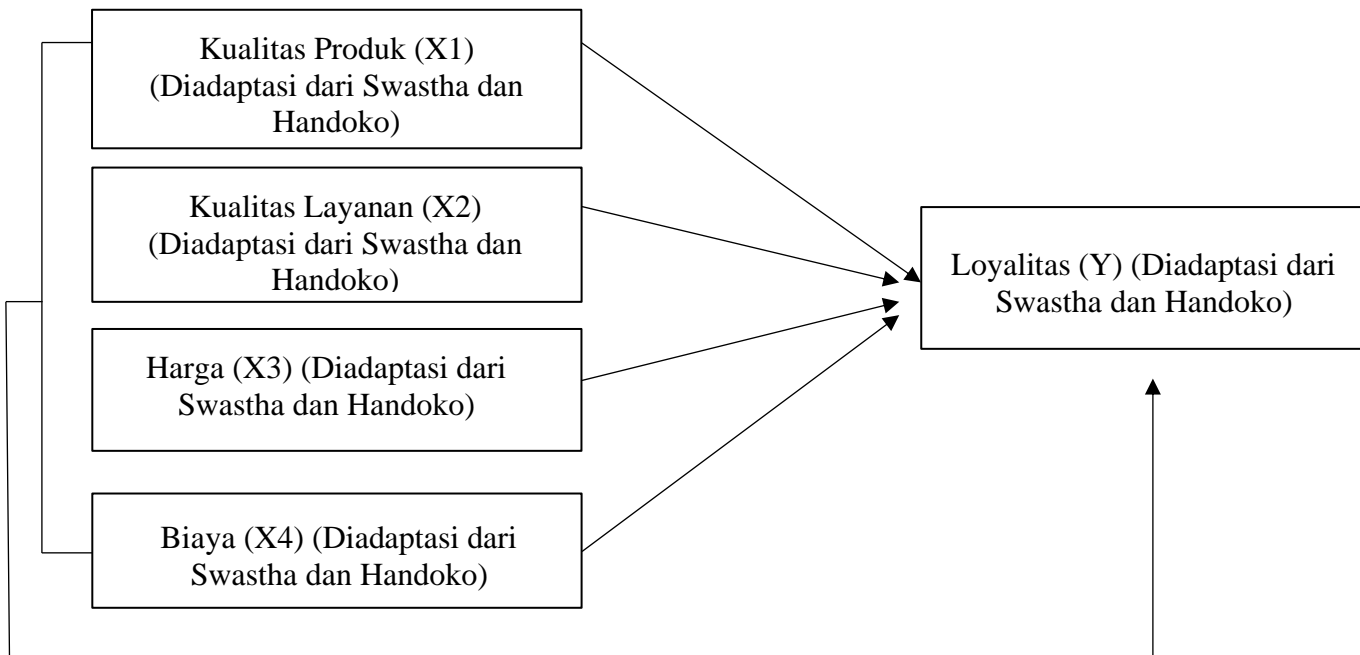 Kualitas Produk (X1)
(Diadaptasi dari Swastha dan
Handoko)
Kualitas Layanan (X2)
(Diadaptasi dari Swastha dan
Handoko)
Harga (X3) (Diadaptasi dari
Swastha dan Handoko)
Biaya (X4) (Diadaptasi dari
Swastha dan Handoko)
Loyalitas (Y) (Diadaptasi dari
Swastha dan Handoko)